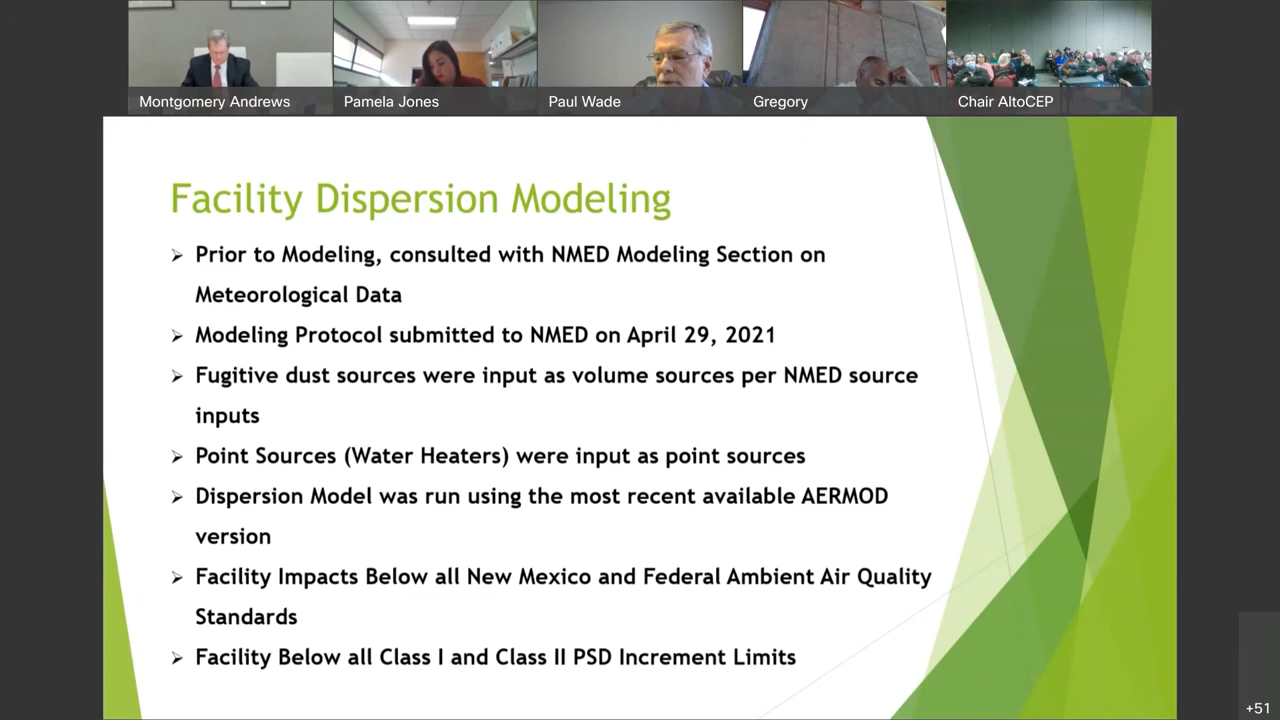 Montgomery Andrews
Pamela Jones
Paul Wade
Gregory
Chair AltoCEP
Facility Dispersion Modeling
Prior to Modeling, consulted with NMED Modeling Section on
Meteorological Data
Modeling Protocol submitted to NMED on April 29, 2021
Fugitive dust sources were input as volume sources per NMED source
inputs
Point Sources (Water Heaters) were input as point sources
Dispersion Model was run using the most recent available AERMOD
version
Facility Impacts Below all New Mexico and Federal Ambient Air Quality
Standards
Facility Below all Class I and Class II PSD Increment Limits
+51